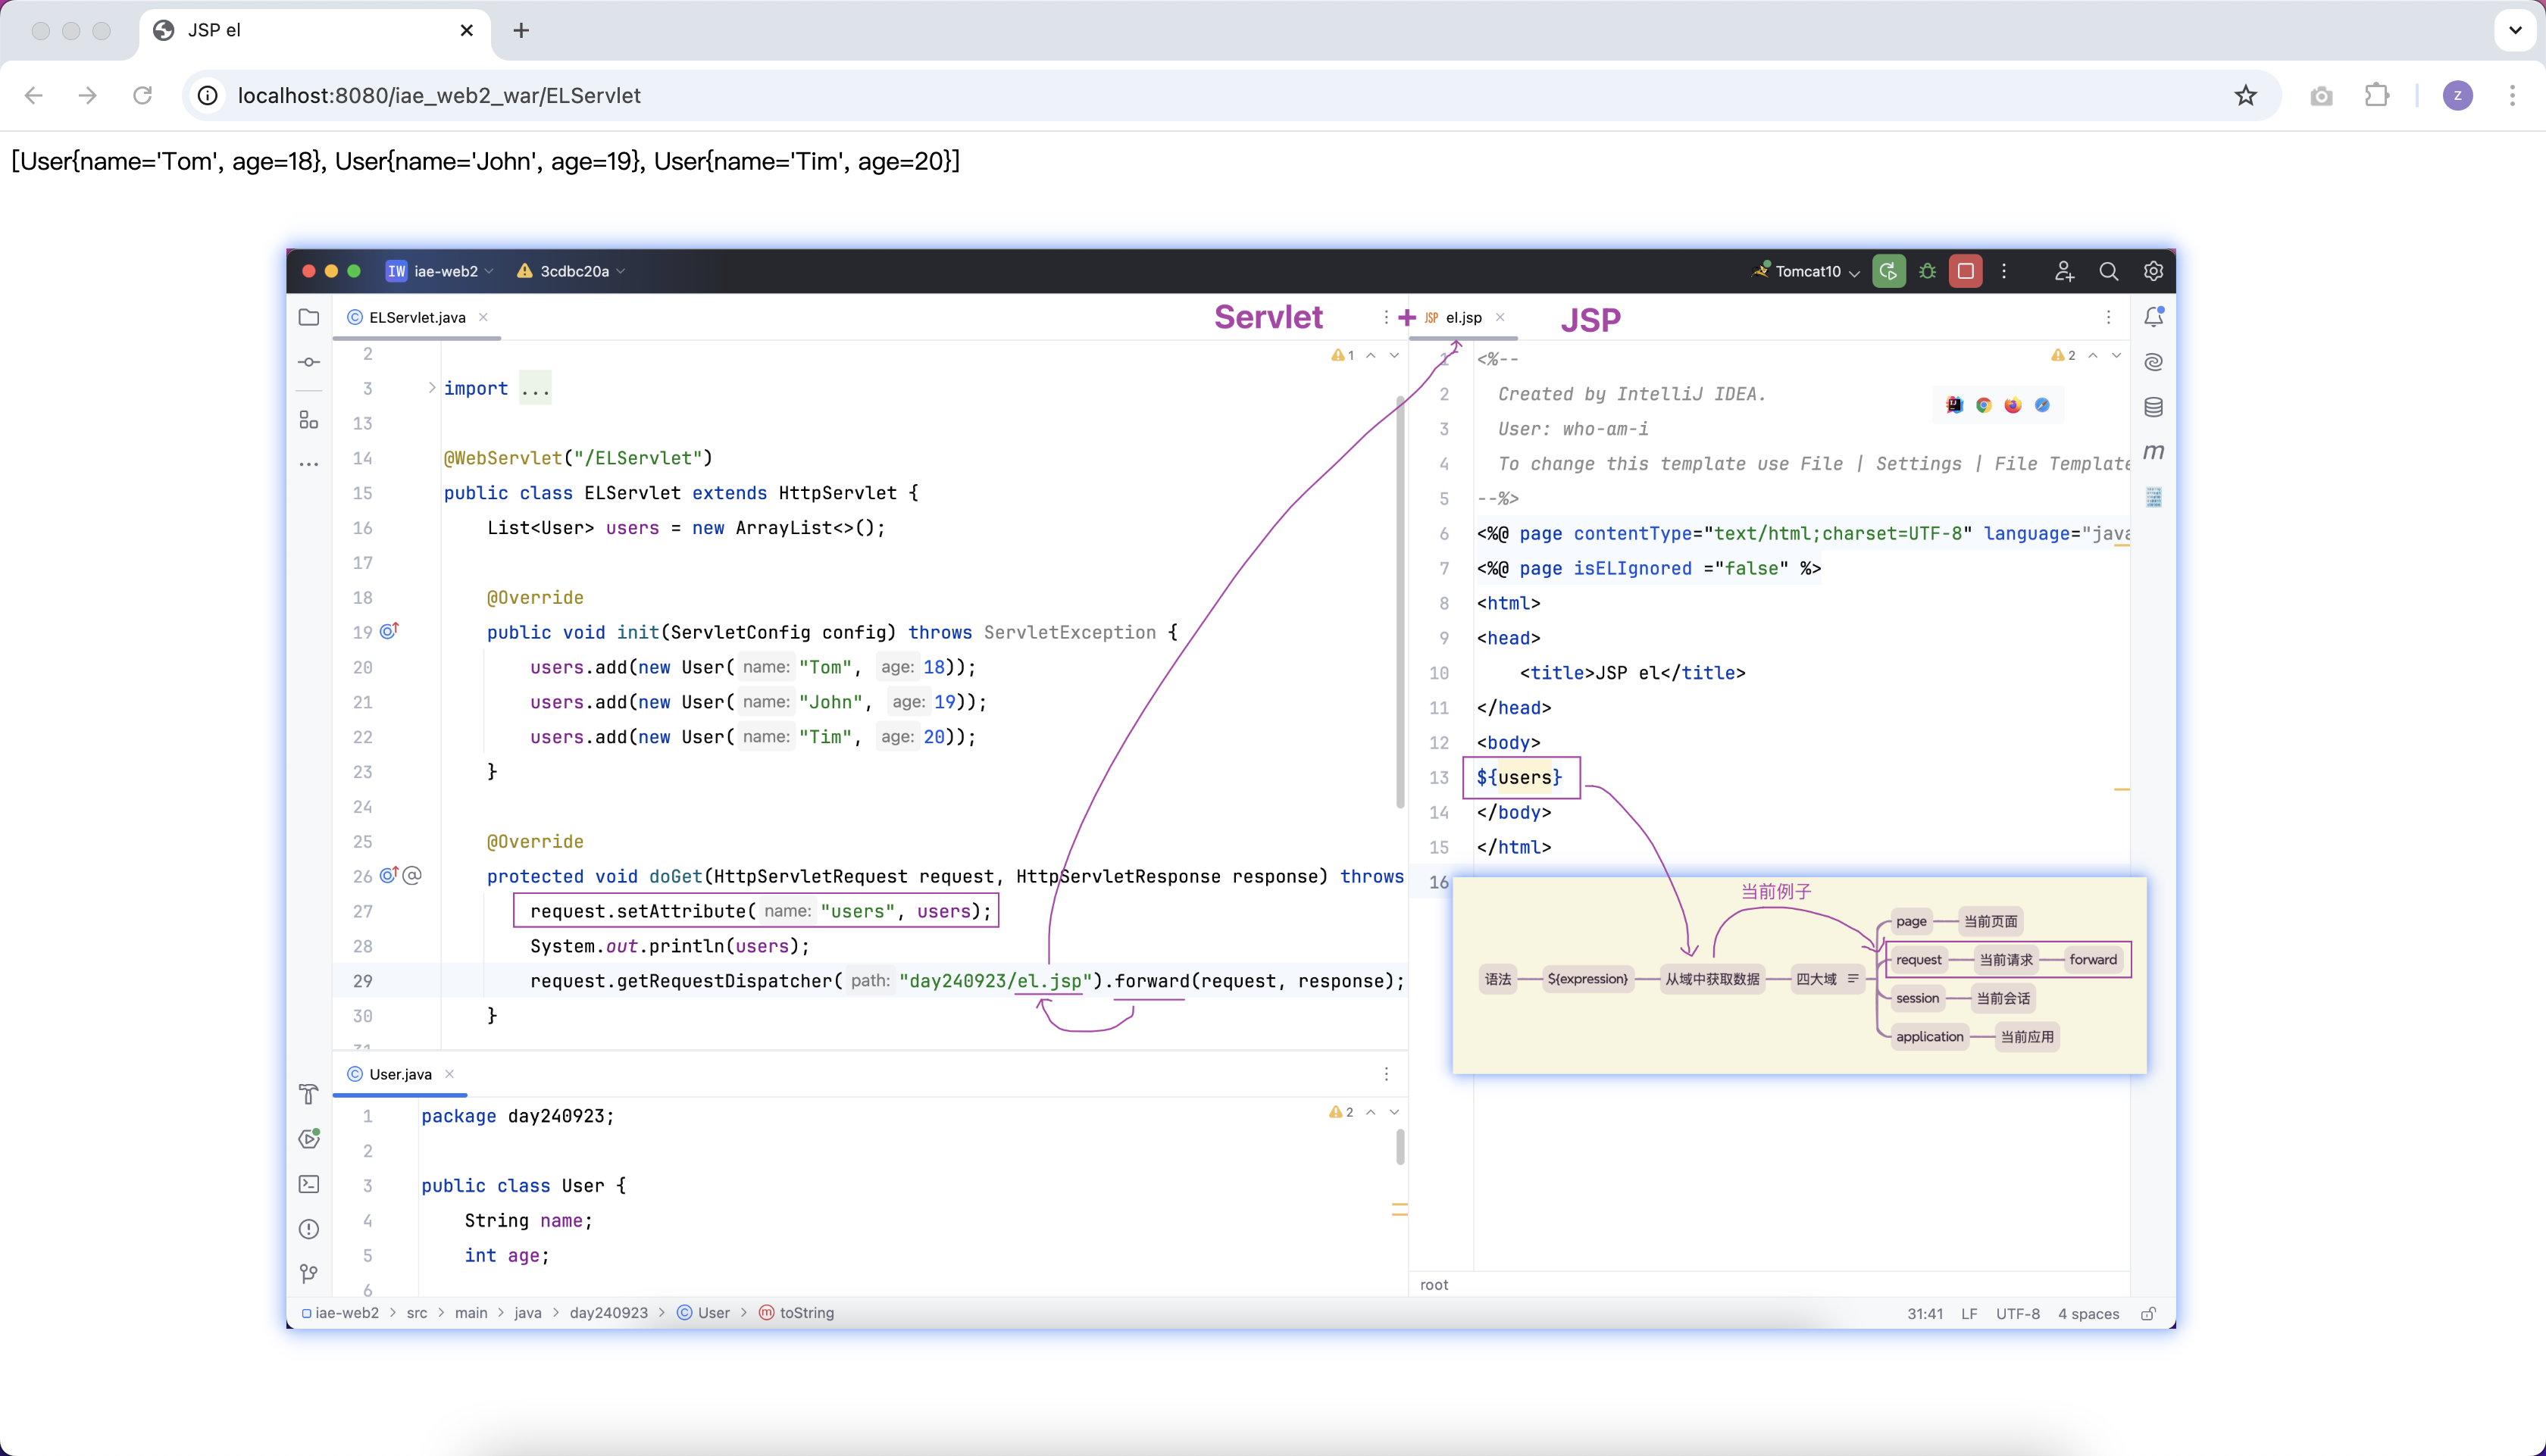 JSP el
localhost:8080/iae_web2_war/ELServlet
Z
[User{name='Tom', age=18}, User{name='John', age=19}, User{name='Tim', age=20}]
IW iae-web2
3cdbc20a
Tomcat10
ELServlet.java
Servlet
+
JSP el.jsp
JSP
1
2
3 import ...
13
14 @WebServlet("/ELServlet")
15 public class ELServlet extends HttpServlet {
16 List<User> users = new ArrayList<>();
17
18 @Override
19 public void init(ServletConfig config) throws ServletException {
20 users.add(new User( name: "Tom", age: 18));
21 users.add(new User( name: "John", age: 19));
22 users.add(new User( name: "Tim", age: 20));
23 }
24
25 @Override
26 @ protected void doGet(HttpServletRequest request, HttpServletResponse response) throws
27 request.setAttribute( name: "users", users);
28 System.out.println(users);
29 request.getRequestDispatcher( path: "day240923/el.jsp").forward(request, response);
30 }
31
2
1 <%--
2 Created by IntelliJ IDEA.
3 User: who-am-i
4 To change this template use File | Settings | File Template
5 --%>
6 <%@ page contentType="text/html;charset=UTF-8" language="java
7 <%@ page isELIgnored ="false" %>
8 <html>
9 <head>
10 <title>JSP el</title>
11 </head>
12 <body>
13 ${users}
14 </body>
15 </html>
16
m
当前例子
语法
${expression}
从域中获取数据
四大域
page 当前页面
request 当前请求 forward
session 当前会话
application 当前应用
User.java
2
1 package day240923;
2
3 public class User {
4 String name;
5 int age;
6
root
iae-web2 > src > main > java > day240923 > C User > m toString
31:41 LF UTF-8 4 spaces